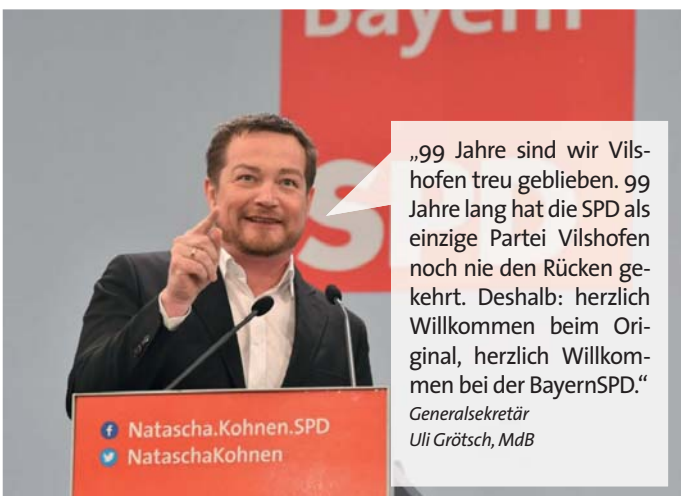 Bayern
SPD
„99 Jahre sind wir Vils-
hofen treu geblieben. 99
Jahre lang hat die SPD als
einzige Partei Vilshofen
noch nie den Rücken ge-
kehrt. Deshalb: herzlich
Willkommen beim Ori-
ginal, herzlich Willkom-
men bei der BayernSPD.“
Generalsekretär
Uli Grötsch, MdB
Natascha.Kohnen.SPD
NataschaKohnen